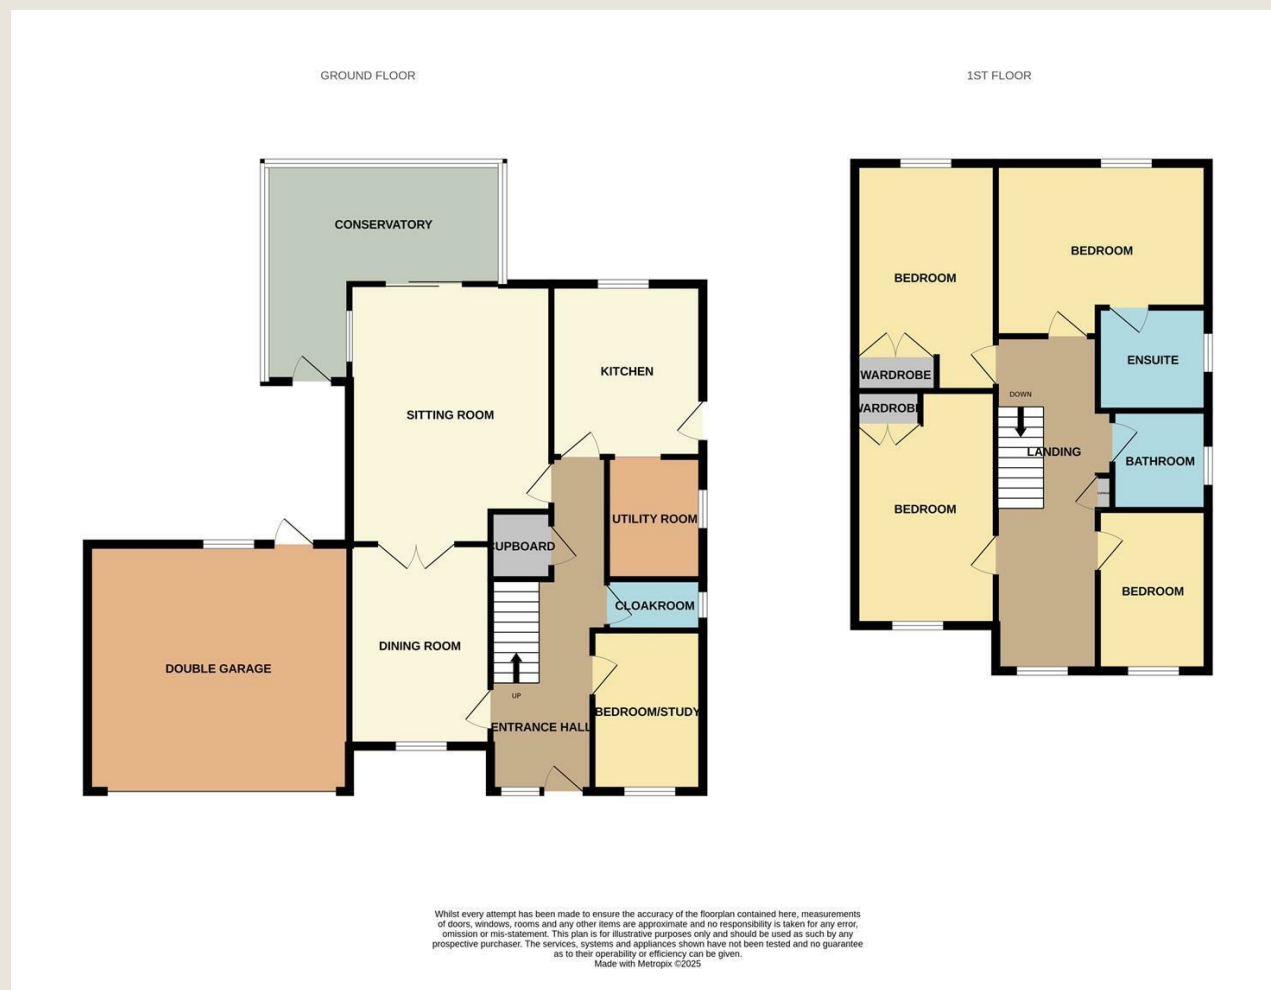 GROUND FLOOR
1ST FLOOR
CONSERVATORY
SITTING ROOM
KITCHEN
UTILITY ROOM
CUPBOARD
CLOAKROOM
DINING ROOM
DOUBLE GARAGE
UP
ENTRANCE HALL
BEDROOM/STUDY
BEDROOM
BEDROOM
WARDROBE
ENSUITE
DOWN
WARDROBE
LANDING
BATHROOM
BEDROOM
BEDROOM
Whilst every attempt has been made to ensure the accuracy of the floorplan contained here, measurements
of doors, windows, rooms and any other items are approximate and no responsibility is taken for any error,
omission or mis-statement. This plan is for illustrative purposes only and should be used as such by any
prospective purchaser. The services, systems and appliances shown have not been tested and no guarantee
as to their operability or efficiency can be given.
Made with Metropix ©2025